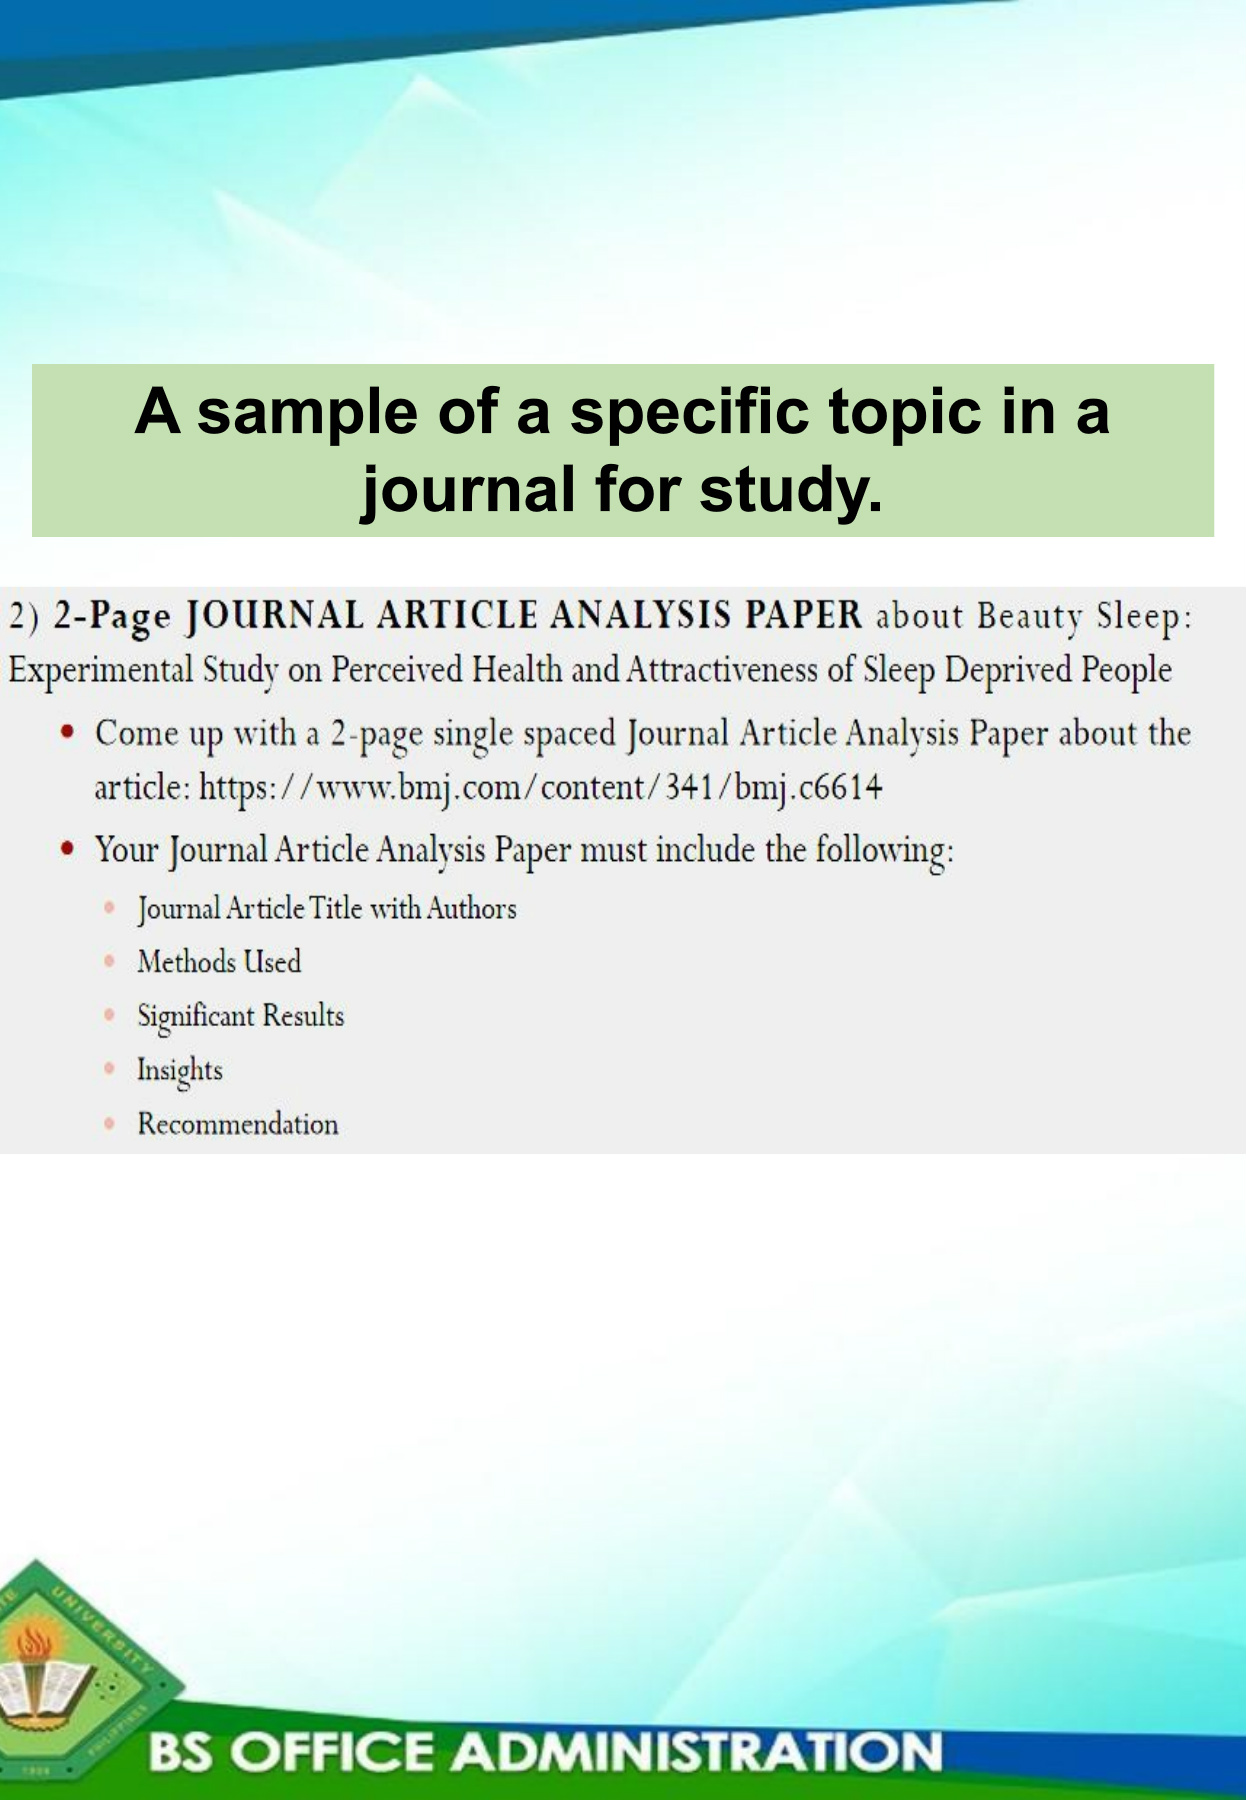 A sample of a specific topic in a
journal for study.
2) 2-Page JOURNAL ARTICLE ANALYSIS PAPER about Beauty Sleep:
Experimental Study on Perceived Health and Attractiveness of Sleep Deprived People
• Come up with a 2-page single spaced Journal Article Analysis Paper about the
article: https://www.bmj.com/content/341/bmj.c6614
• Your Journal Article Analysis Paper must include the following:
• Journal Article Title with Authors
• Methods Used
• Significant Results
• Insights
• Recommendation
UNIVERSITY
PHILIPPINES
BS OFFICE ADMINISTRATION